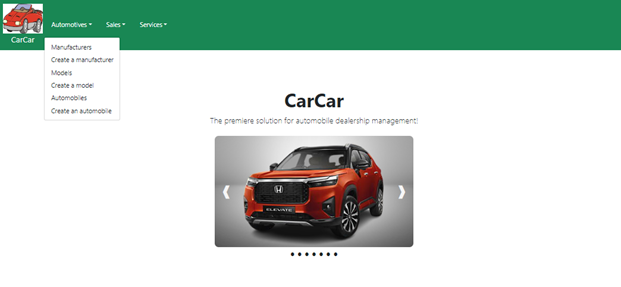 Automotives
Sales
Services
CarCar
Manufacturers
Create a manufacturer
Models
Create a model
Automobiles
Create an automobile
CarCar
The premiere solution for automobile dealership management!
ELEVATE